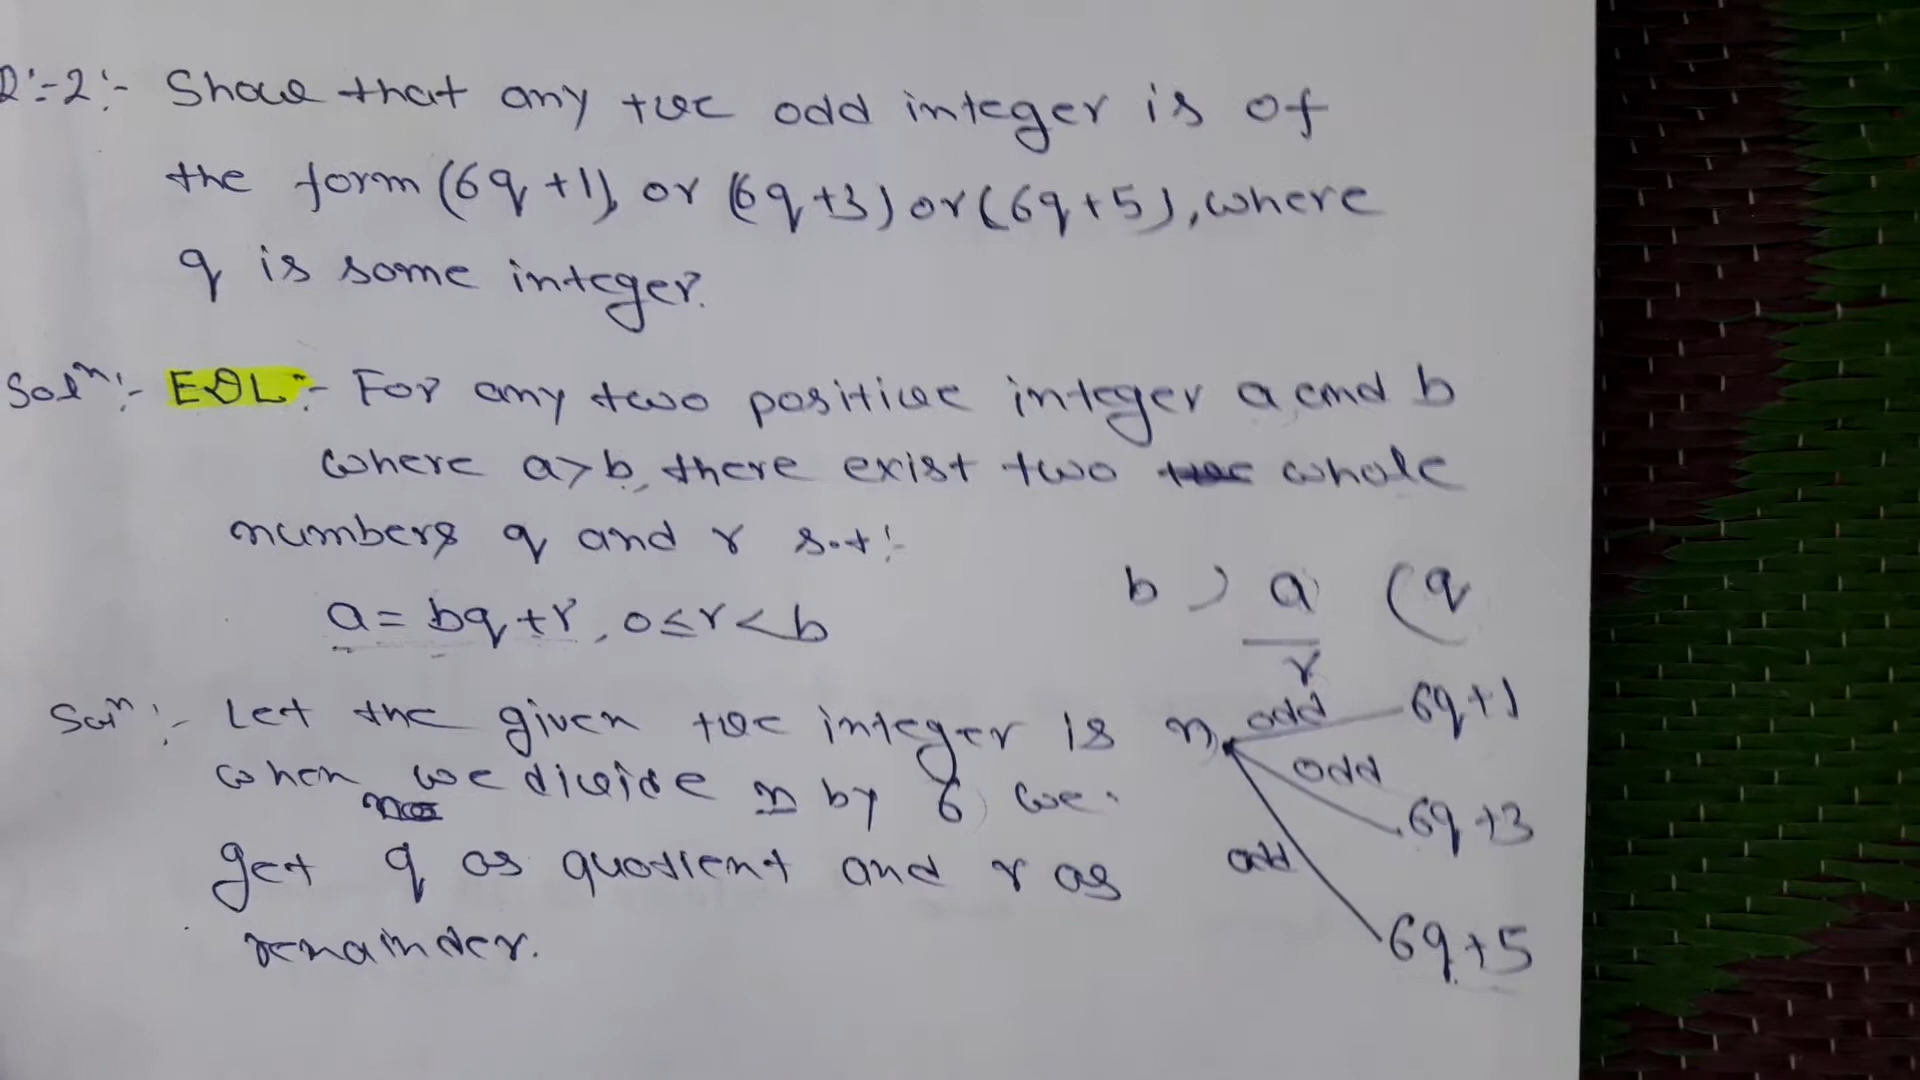 Q:-2:- Show that any +ve odd integer is of
the form (6q+1), or (6q+3) or (6q+5), where
q is some integer.
Solⁿ:- EDL:- For any two positive integer a and b
where a>b, there exist two whole
numbers q and r s.t:-
b ) a ( q
a = bq+r, 0≤r<b
r
Solⁿ:- Let the given +ve integer is n, odd 6q+1
when we divide n by 6, we
odd 6q+3
get q as quotient and r as
odd
remainder.
6q+5